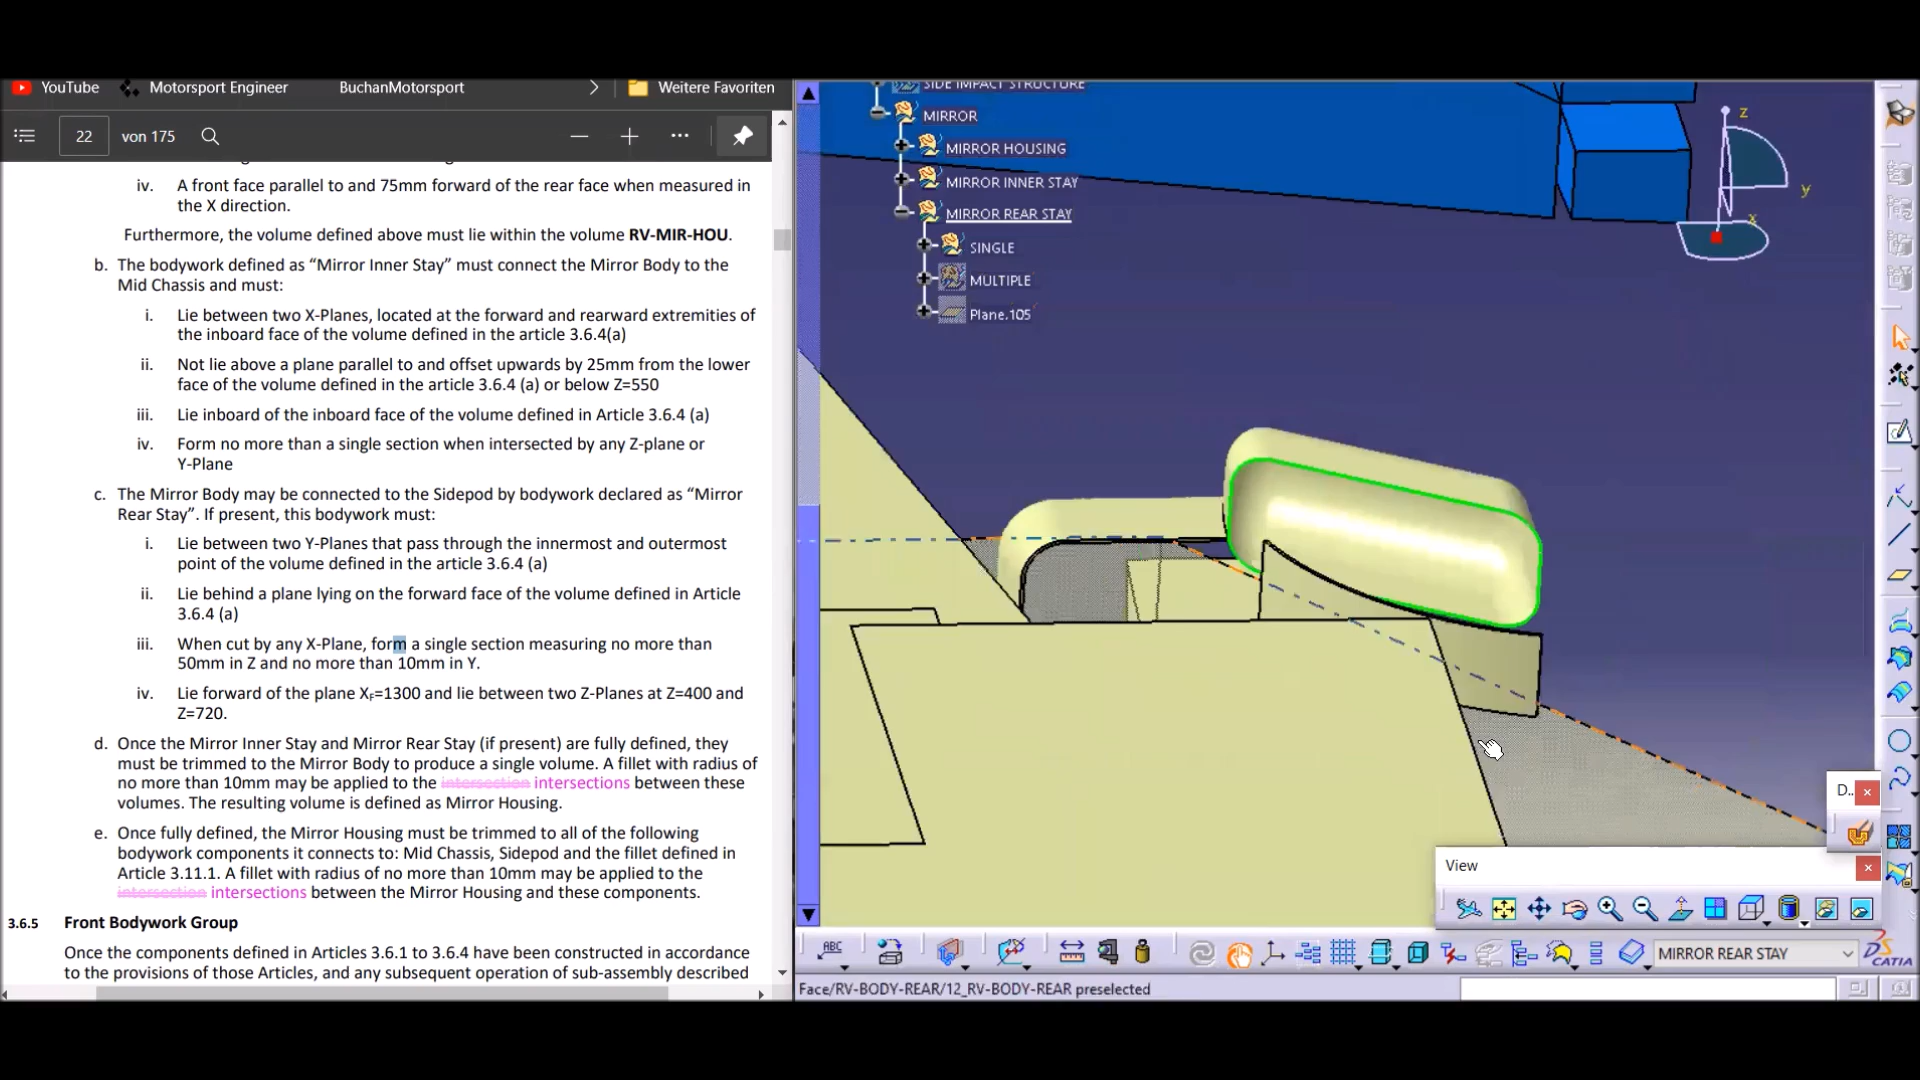 YouTube Motorsport Engineer BuchanMotorsport Weitere Favoriten
22 von 175
iv. A front face parallel to and 75mm forward of the rear face when measured in
the X direction.
Furthermore, the volume defined above must lie within the volume RV-MIR-HOU.
b. The bodywork defined as “Mirror Inner Stay” must connect the Mirror Body to the
Mid Chassis and must:
i. Lie between two X-Planes, located at the forward and rearward extremities of
the inboard face of the volume defined in the article 3.6.4(a)
ii. Not lie above a plane parallel to and offset upwards by 25mm from the lower
face of the volume defined in the article 3.6.4 (a) or below Z=550
iii. Lie inboard of the inboard face of the volume defined in Article 3.6.4 (a)
iv. Form no more than a single section when intersected by any Z-plane or
Y-Plane
c. The Mirror Body may be connected to the Sidepod by bodywork declared as “Mirror
Rear Stay”. If present, this bodywork must:
i. Lie between two Y-Planes that pass through the innermost and outermost
point of the volume defined in the article 3.6.4 (a)
ii. Lie behind a plane lying on the forward face of the volume defined in Article
3.6.4 (a)
iii. When cut by any X-Plane, form a single section measuring no more than
50mm in Z and no more than 10mm in Y.
iv. Lie forward of the plane XF=1300 and lie between two Z-Planes at Z=400 and
Z=720.
d. Once the Mirror Inner Stay and Mirror Rear Stay (if present) are fully defined, they
must be trimmed to the Mirror Body to produce a single volume. A fillet with radius of
no more than 10mm may be applied to the intersection intersections between these
volumes. The resulting volume is defined as Mirror Housing.
e. Once fully defined, the Mirror Housing must be trimmed to all of the following
bodywork components it connects to: Mid Chassis, Sidepod and the fillet defined in
Article 3.11.1. A fillet with radius of no more than 10mm may be applied to the
intersection intersections between the Mirror Housing and these components.
3.6.5 Front Bodywork Group
Once the components defined in Articles 3.6.1 to 3.6.4 have been constructed in accordance
to the provisions of those Articles, and any subsequent operation of sub-assembly described
SIDE IMPACT STRUCTURE
MIRROR
MIRROR HOUSING
MIRROR INNER STAY
MIRROR REAR STAY
SINGLE
MULTIPLE
Plane.105
z
y
x
D..
View
ABC
MIRROR REAR STAY
CATIA
Face/RV-BODY-REAR/12_RV-BODY-REAR preselected